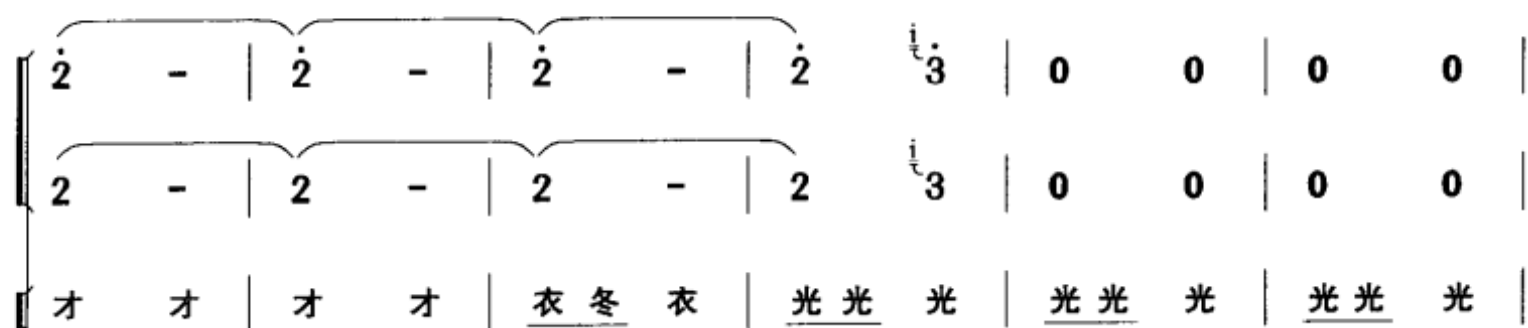 2̇ - | 2̇ - | 2̇ - | 2̇ i 3̇ | 0 0 | 0 0 |
2 - | 2 - | 2 - | 2 i 3 | 0 0 | 0 0 |
才 才 | 才 才 | 衣 冬 衣 | 光 光 光 | 光 光 光 | 光 光 光 |